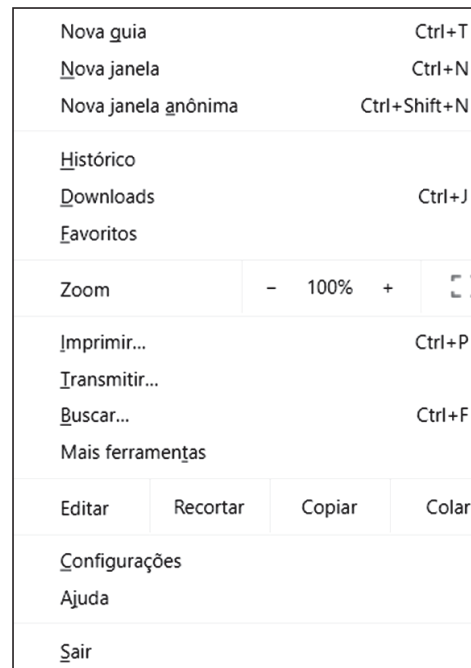 Nova guia Ctrl+T
Nova janela Ctrl+N
Nova janela anônima Ctrl+Shift+N
Histórico
Downloads Ctrl+J
Favoritos
Zoom - 100% +
Imprimir... Ctrl+P
Transmitir...
Buscar... Ctrl+F
Mais ferramentas
Editar Recortar Copiar Colar
Configurações
Ajuda
Sair